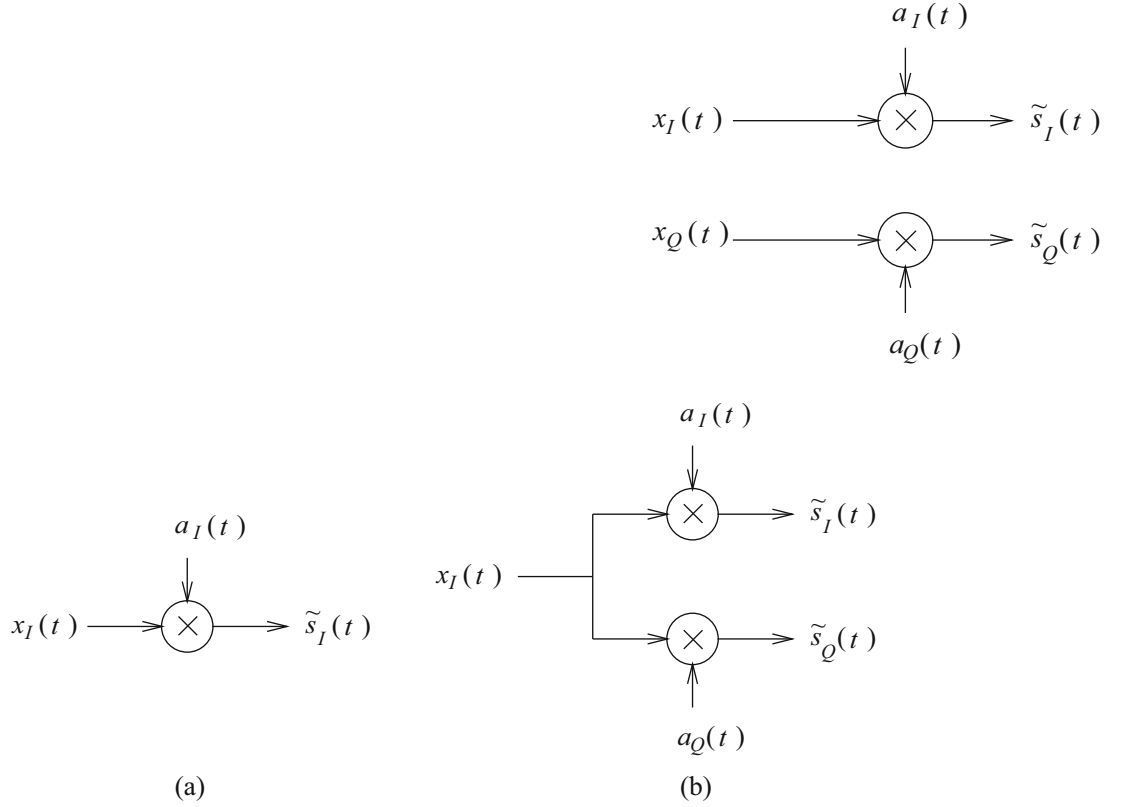 a_I(t)
x_I(t) × s̃_I(t)
x_Q(t) × s̃_Q(t)
a_Q(t)
a_I(t)
× s̃_I(t)
x_I(t)
× s̃_Q(t)
a_Q(t)
a_I(t)
x_I(t) × s̃_I(t)
(a)
(b)